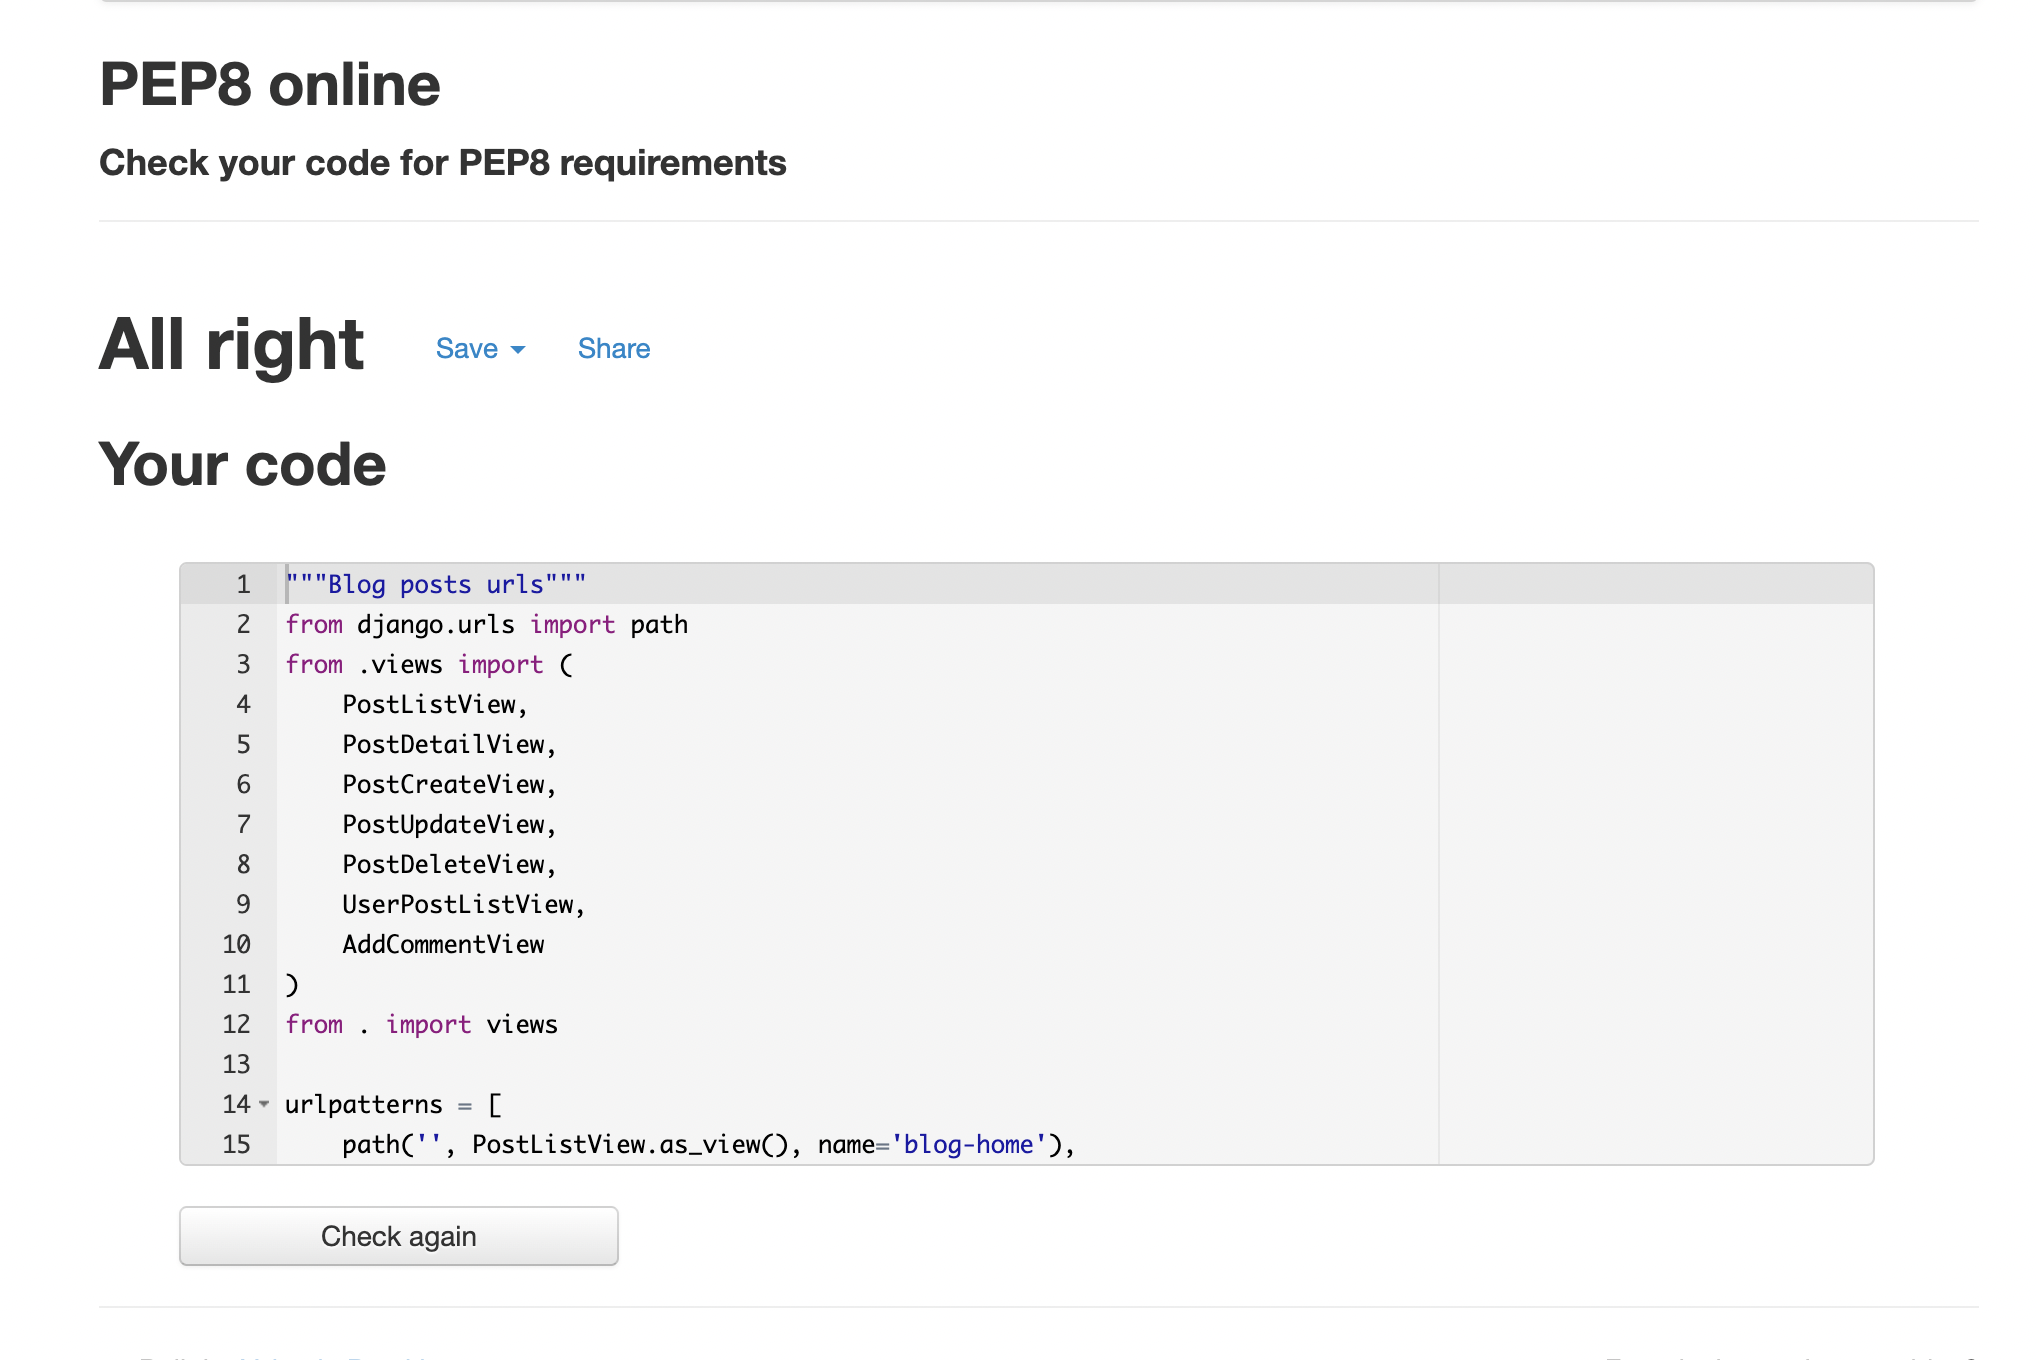 PEP8 online
Check your code for PEP8 requirements
All right Save Share
Your code
1 """Blog posts urls"""
2 from django.urls import path
3 from .views import (
4     PostListView,
5     PostDetailView,
6     PostCreateView,
7     PostUpdateView,
8     PostDeleteView,
9     UserPostListView,
10     AddCommentView
11 )
12 from . import views
13
14 urlpatterns = [
15     path('', PostListView.as_view(), name='blog-home'),
Check again